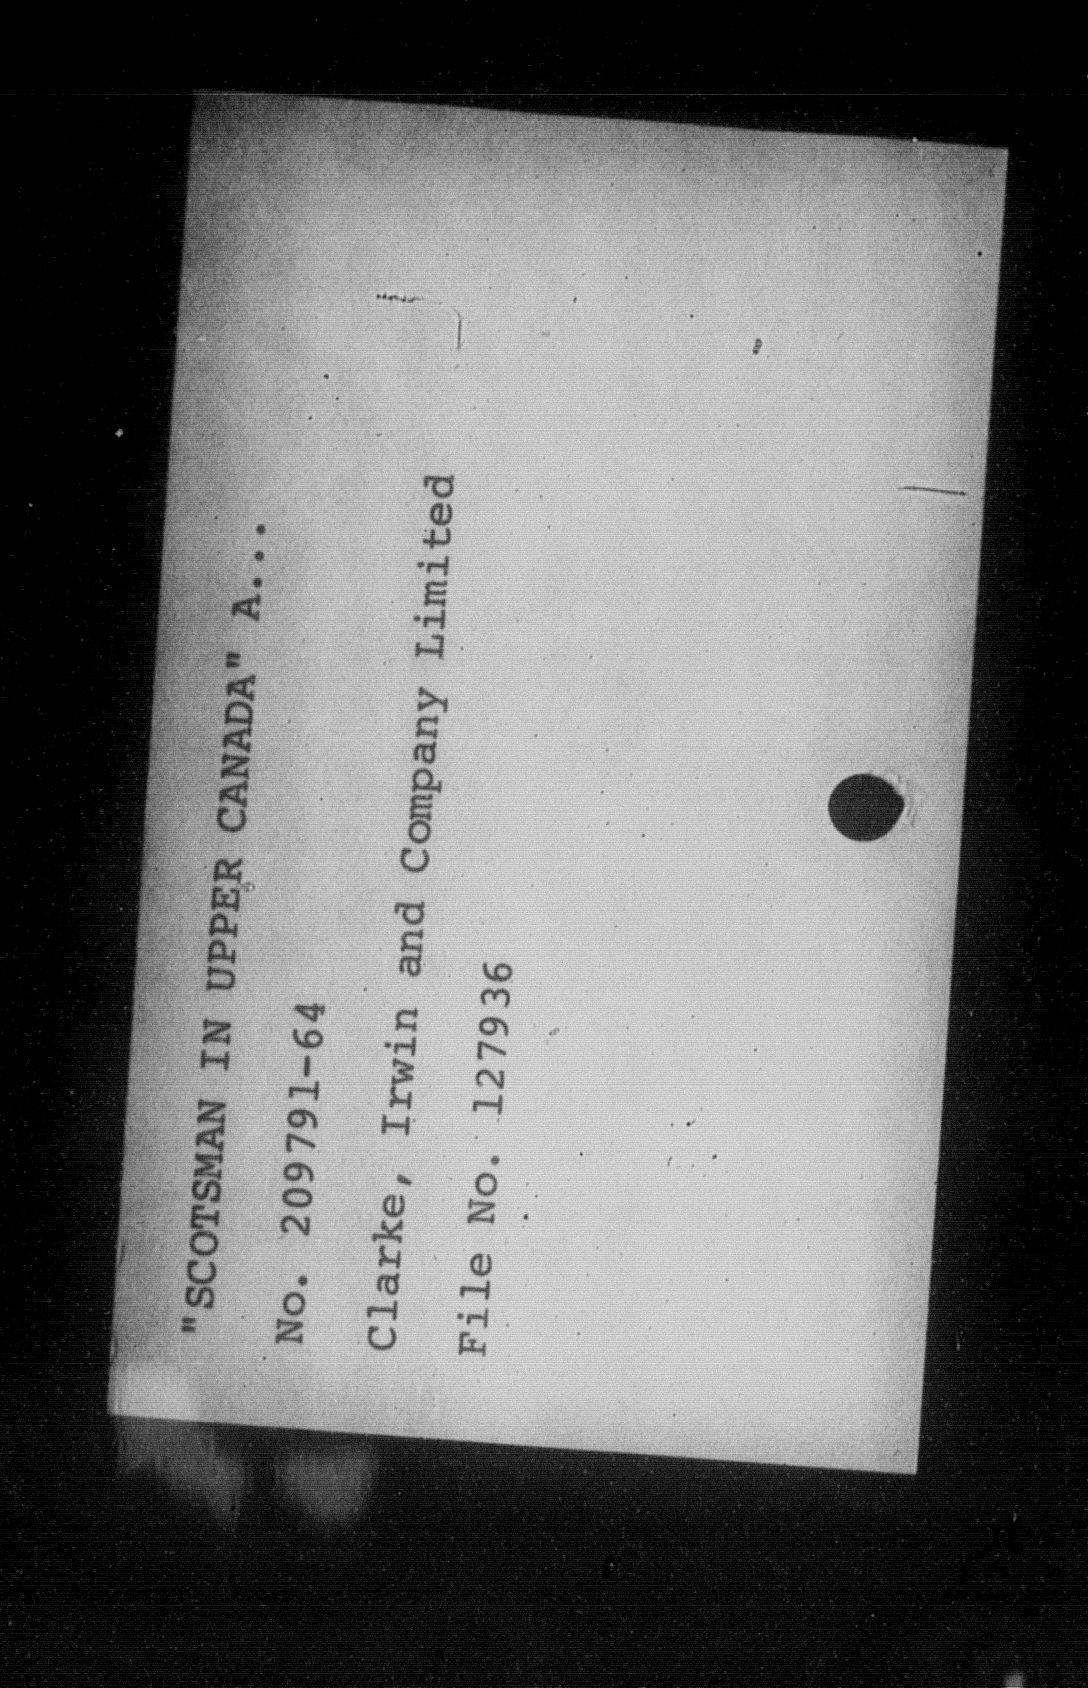 "SCOTSMAN IN UPPER CANADA" A...
No. 209791-64
Clarke, Irwin and Company Limited
File No. 127936